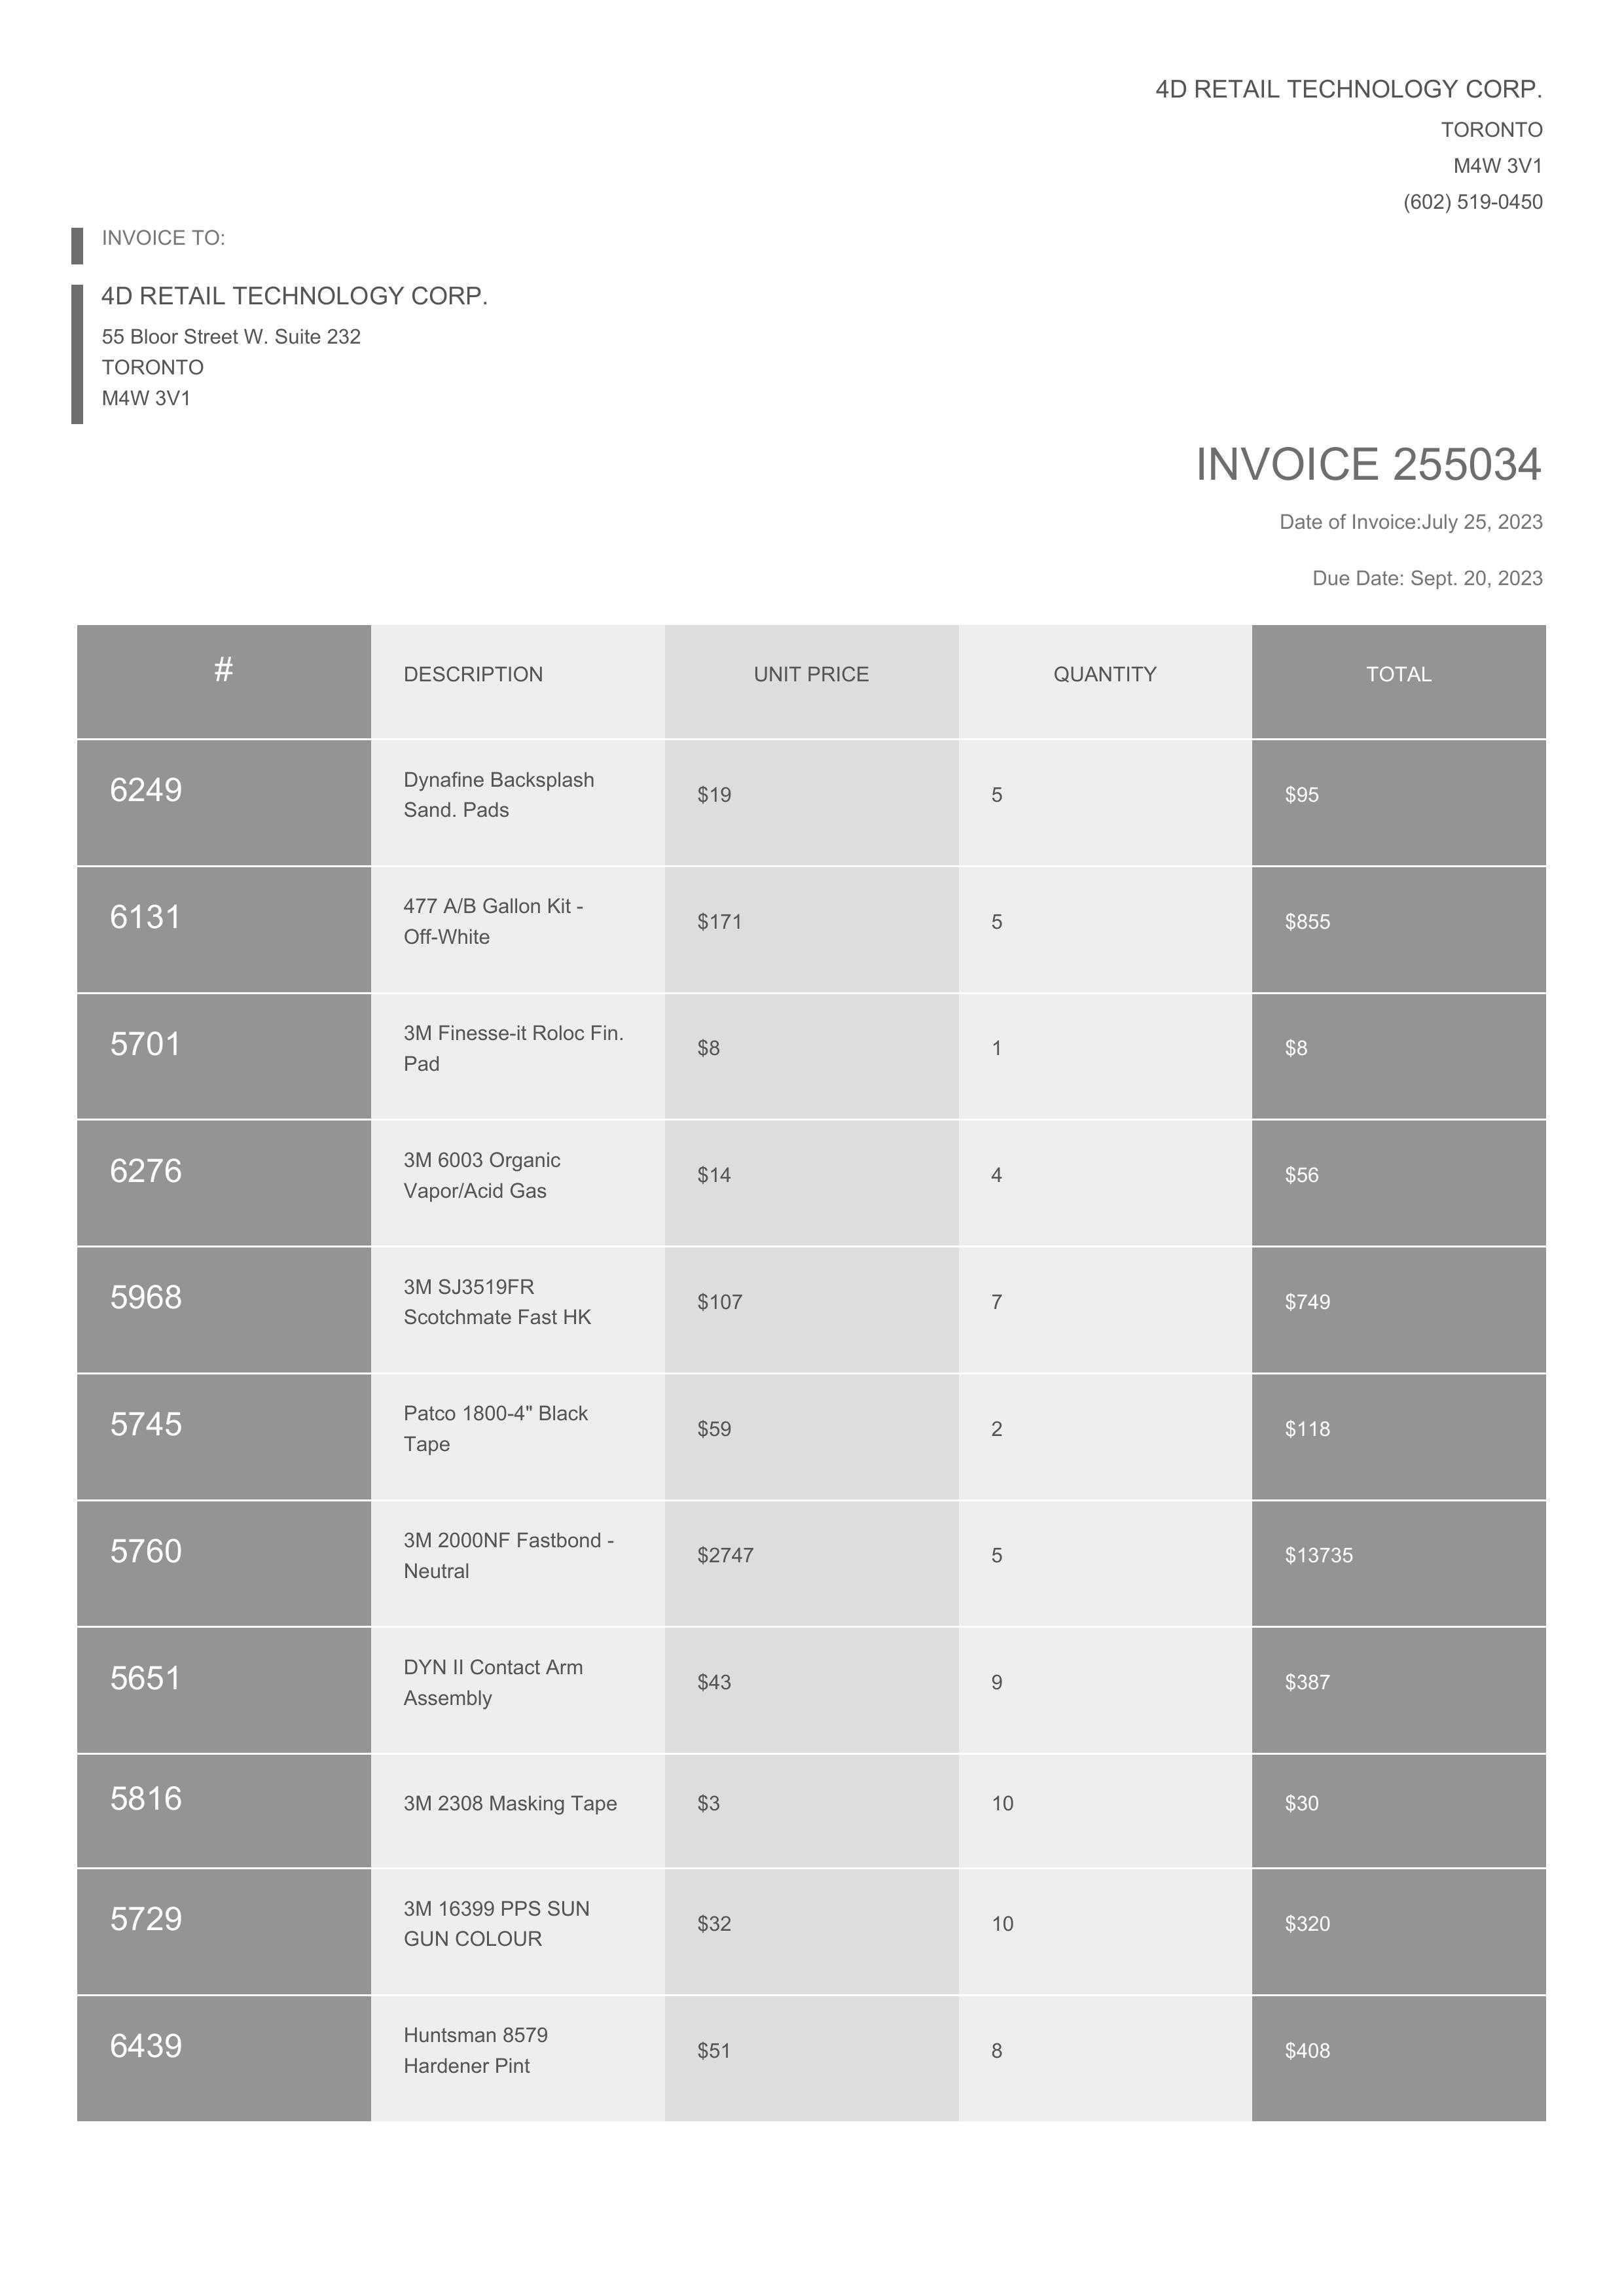 4D RETAIL TECHNOLOGY CORP.
TORONTO
M4W 3V1
(602) 519-0450
INVOICE TO:
4D RETAIL TECHNOLOGY CORP.
55 Bloor Street W. Suite 232
TORONTO
M4W 3V1
INVOICE 255034
Date of Invoice:July 25, 2023
Due Date: Sept. 20, 2023
# DESCRIPTION UNIT PRICE QUANTITY TOTAL
6249 Dynafine Backsplash $19 5 $95
Sand. Pads
6131 477 A/B Gallon Kit - $171 5 $855
Off-White
5701 3M Finesse-it Roloc Fin. $8 1 $8
Pad
6276 3M 6003 Organic $14 4 $56
Vapor/Acid Gas
5968 3M SJ3519FR $107 7 $749
Scotchmate Fast HK
5745 Patco 1800-4" Black $59 2 $118
Tape
5760 3M 2000NF Fastbond - $2747 5 $13735
Neutral
5651 DYN II Contact Arm $43 9 $387
Assembly
5816 3M 2308 Masking Tape $3 10 $30
5729 3M 16399 PPS SUN $32 10 $320
GUN COLOUR
6439 Huntsman 8579 $51 8 $408
Hardener Pint